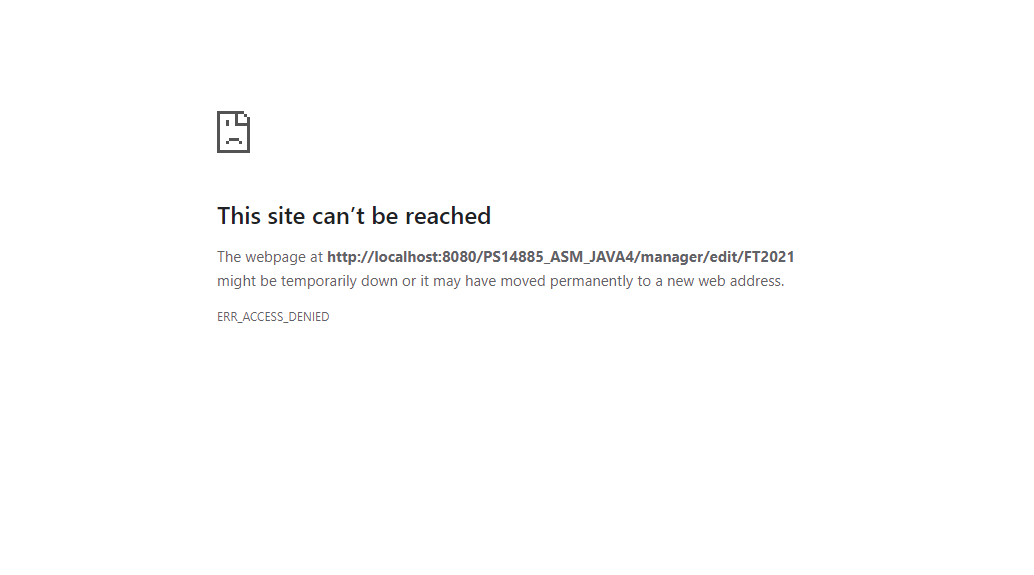 This site can’t be reached
The webpage at http://localhost:8080/PS14885_ASM_JAVA4/manager/edit/FT2021
might be temporarily down or it may have moved permanently to a new web address.
ERR_ACCESS_DENIED